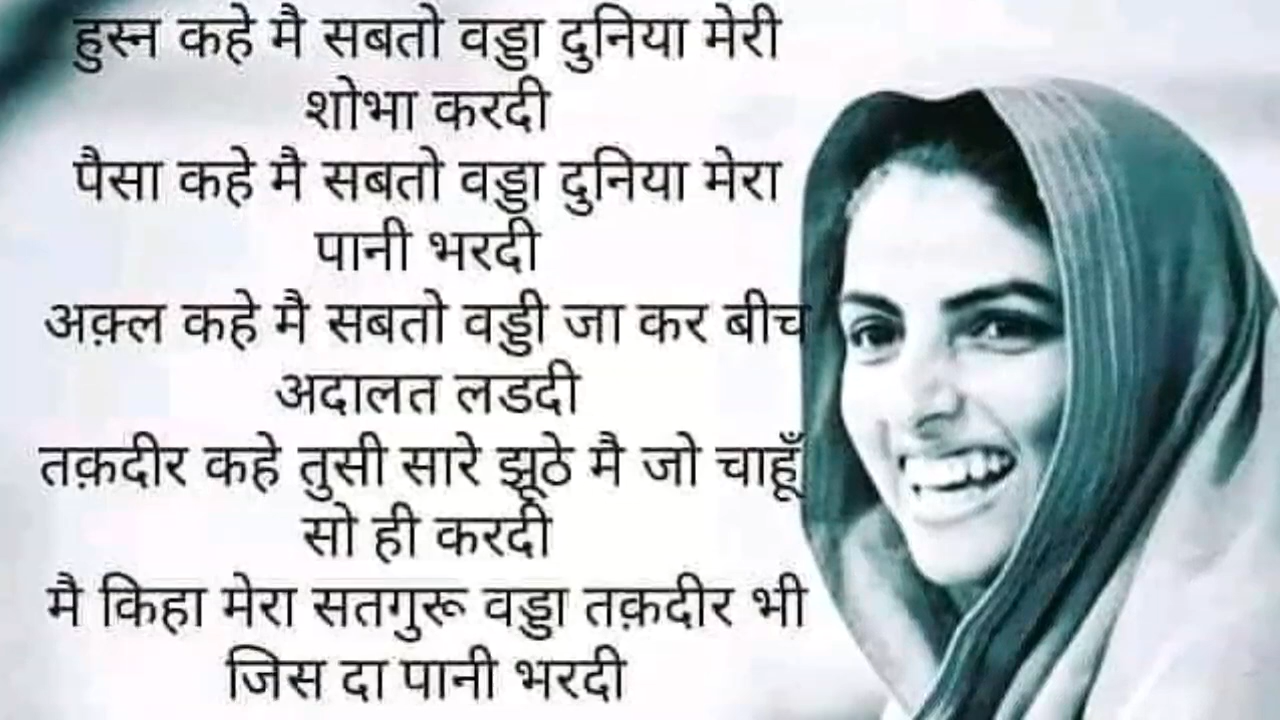 हुस्न कहे मै सबतो वड्डा दुनिया मेरी
शोभा करदी
पैसा कहे मै सबतो वड्डा दुनिया मेरा
पानी भरदी
अक़्ल कहे मै सबतो वड्डी जा कर बीच
अदालत लडदी
तक़दीर कहे तुसी सारे झूठे मै जो चाहूँ
सो ही करदी
मै किहा मेरा सतगुरू वड्डा तक़दीर भी
जिस दा पानी भरदी